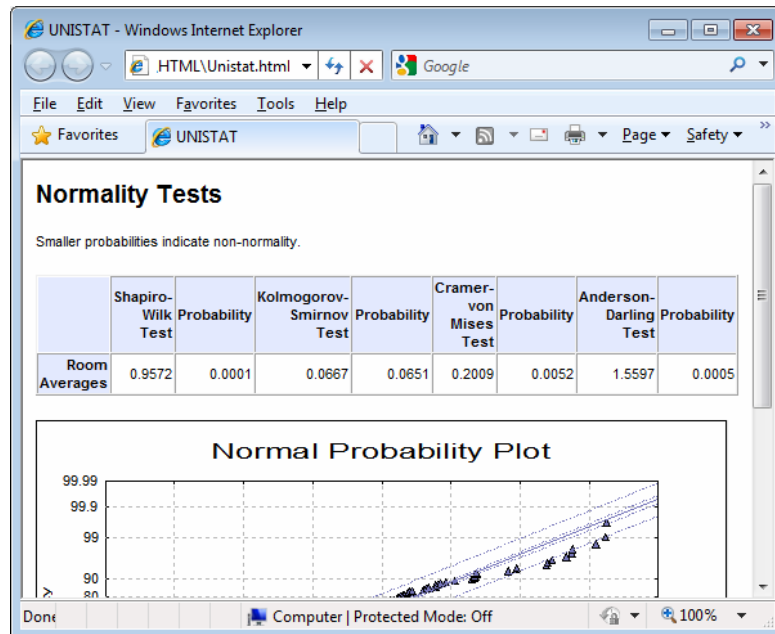 UNISTAT - Windows Internet Explorer
HTML\Unistat.html
Google
File Edit View Favorites Tools Help
Favorites UNISTAT Page Safety »
Normality Tests
Smaller probabilities indicate non-normality.
Shapiro-Wilk Test Probability Kolmogorov-Smirnov Test Probability Cramer-von Mises Test Probability Anderson-Darling Test Probability
Room Averages 0.9572 0.0001 0.0667 0.0651 0.2009 0.0052 1.5597 0.0005
Normal Probability Plot
99.99
99.9
99
90
80
Done Computer | Protected Mode: Off 100%